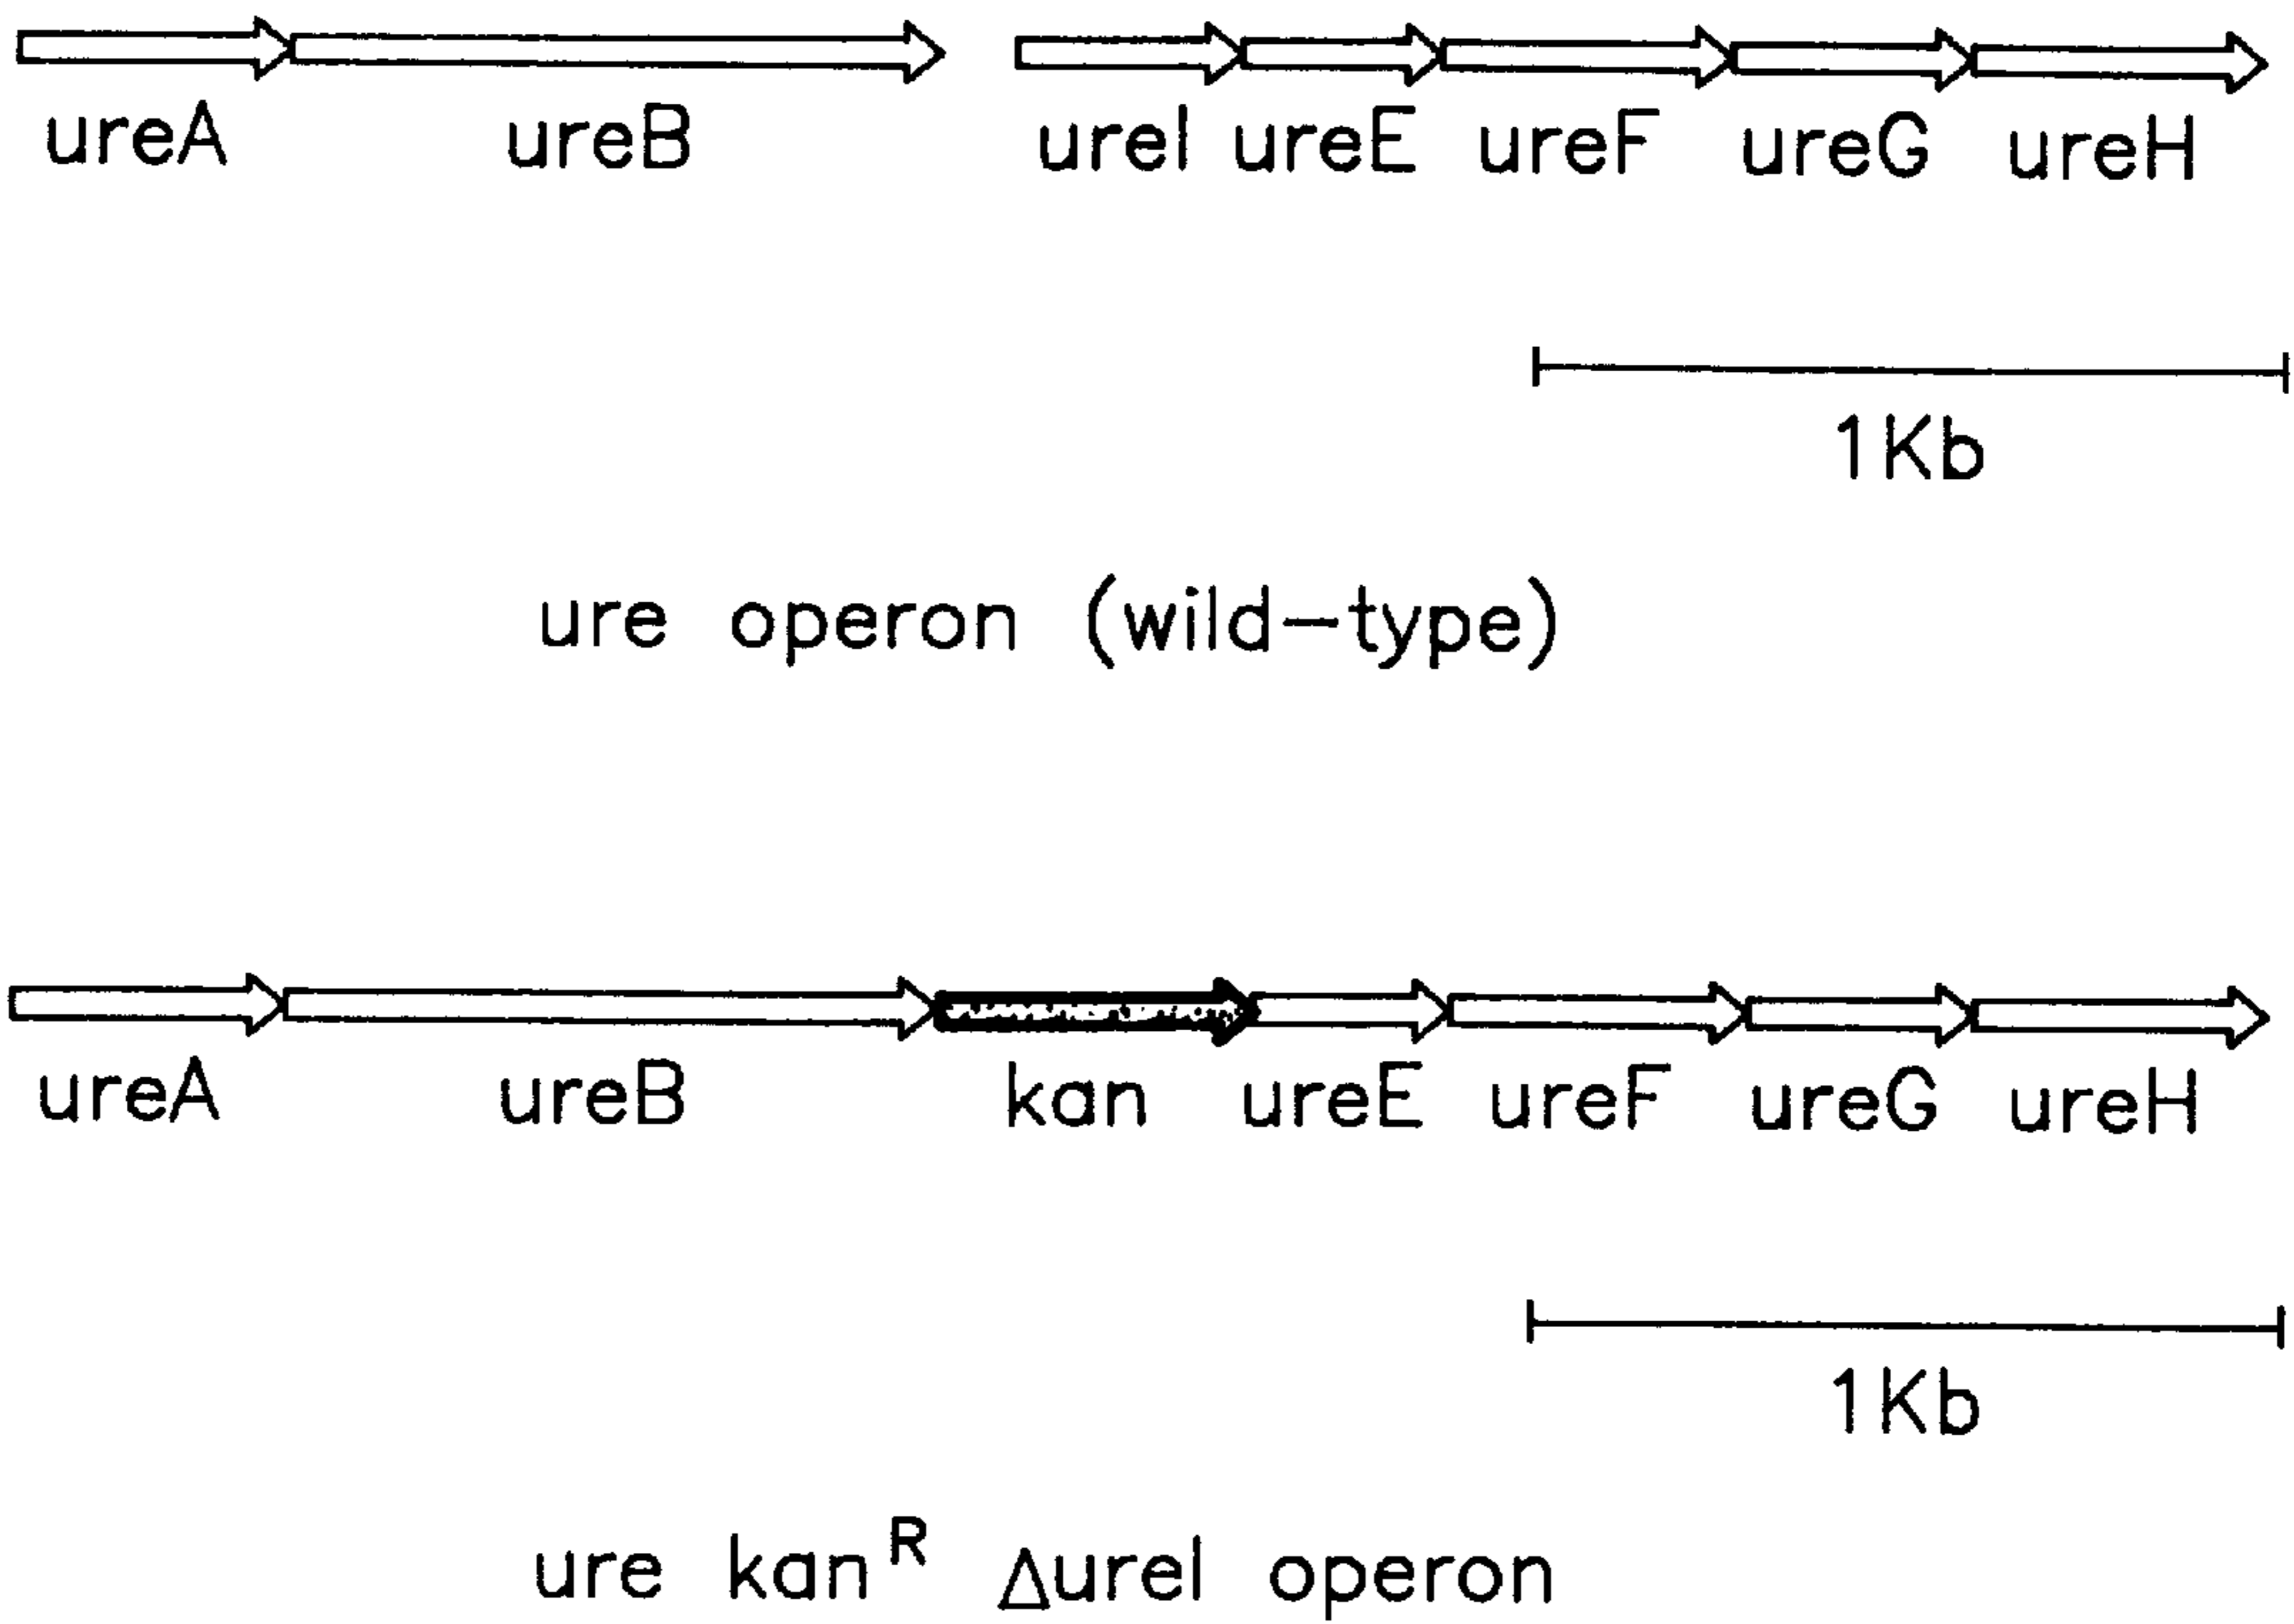 ureA ureB ureI ureE ureF ureG ureH
1Kb
ure operon (wild-type)
ureA ureB kan ureE ureF ureG ureH
1Kb
ure kan^R ΔureI operon